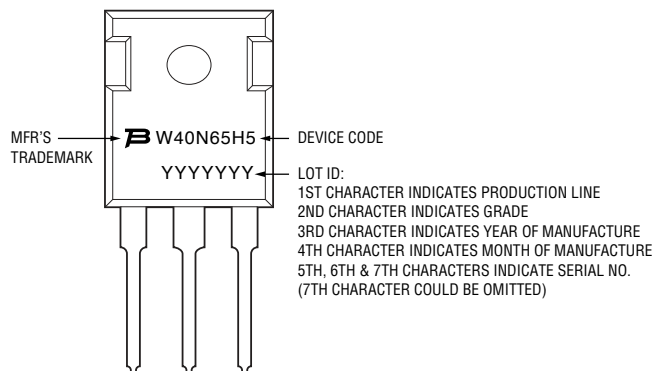 MFR'S
TRADEMARK
W40N65H5
DEVICE CODE
YYYYYYY
LOT ID:
1ST CHARACTER INDICATES PRODUCTION LINE
2ND CHARACTER INDICATES GRADE
3RD CHARACTER INDICATES YEAR OF MANUFACTURE
4TH CHARACTER INDICATES MONTH OF MANUFACTURE
5TH, 6TH & 7TH CHARACTERS INDICATE SERIAL NO.
(7TH CHARACTER COULD BE OMITTED)